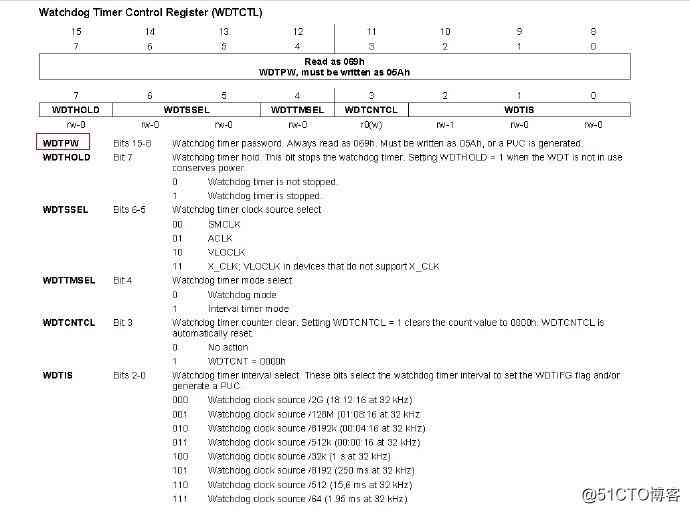 Watchdog Timer Control Register (WDTCTL)
15 14 13 12 11 10 9 8
7 6 5 4 3 2 1 0
Read as 069h
WDTPW, must be written as 05Ah
7 6 5 4 3 2 1 0
WDTHOLD WDTSSEL WDTTMSEL WDTCNTCL WDTIS
rw-0 rw-0 rw-0 rw-0 r0(w) rw-1 rw-0 rw-0
WDTPW Bits 15-8 Watchdog timer password. Always read as 069h. Must be written as 05Ah, or a PUC is generated.
WDTHOLD Bit 7 Watchdog timer hold. This bit stops the watchdog timer. Setting WDTHOLD = 1 when the WDT is not in use
conserves power.
0 Watchdog timer is not stopped.
1 Watchdog timer is stopped.
WDTSSEL Bits 6-5 Watchdog timer clock source select
00 SMCLK
01 ACLK
10 VLOCLK
11 X_CLK; VLOCLK in devices that do not support X_CLK
WDTTMSEL Bit 4 Watchdog timer mode select
0 Watchdog mode
1 Interval timer mode
WDTCNTCL Bit 3 Watchdog timer counter clear. Setting WDTCNTCL = 1 clears the count value to 0000h. WDTCNTCL is
automatically reset.
0 No action
1 WDTCNT = 0000h
WDTIS Bits 2-0 Watchdog timer interval select. These bits select the watchdog timer interval to set the WDTIFG flag and/or
generate a PUC.
000 Watchdog clock source /2G (18:12:16 at 32 kHz)
001 Watchdog clock source /128M (01:08:16 at 32 kHz)
010 Watchdog clock source /8192k (00:04:16 at 32 kHz)
011 Watchdog clock source /512k (00:00:16 at 32 kHz)
100 Watchdog clock source /32k (1 s at 32 kHz)
101 Watchdog clock source /8192 (250 ms at 32 kHz)
110 Watchdog clock source /512 (15,6 ms at 32 kHz)
111 Watchdog clock source /64 (1.95 ms at 32 kHz)
@51CTO博客